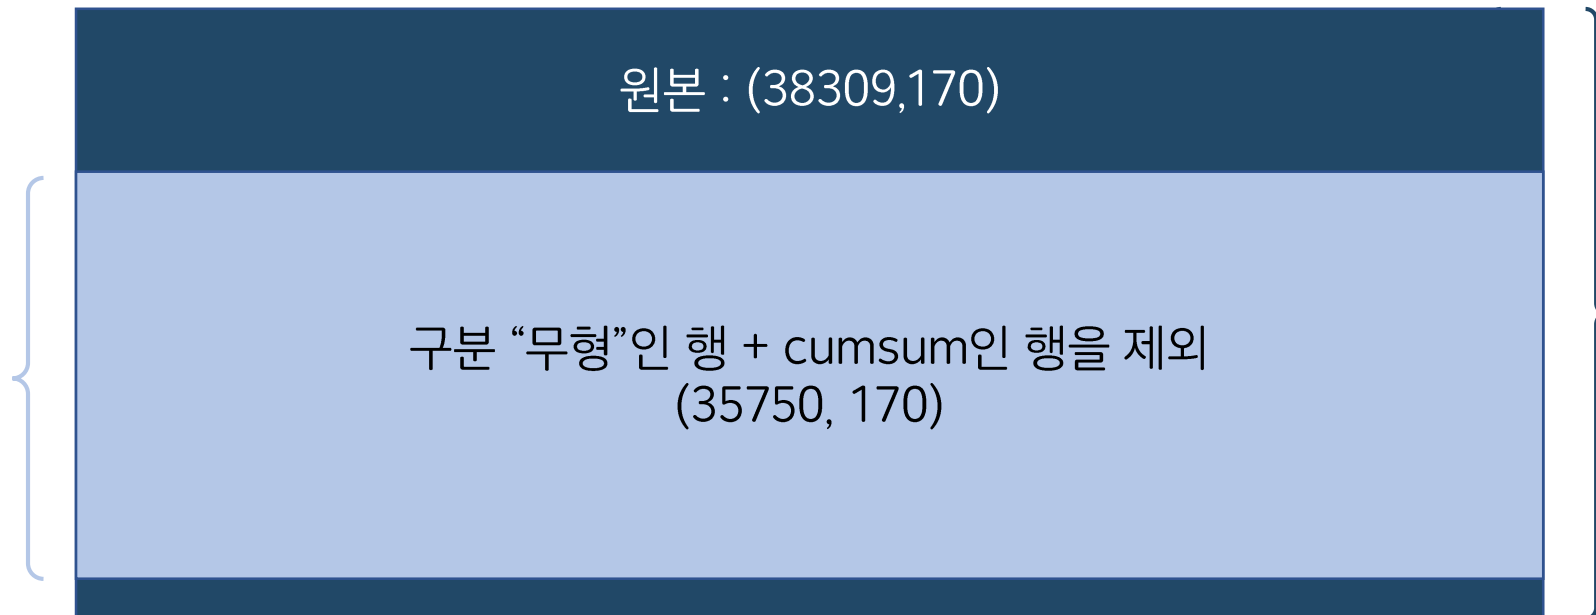 원본 : (38309,170)
구분 “무형”인 행 + cumsum인 행을 제외
(35750, 170)